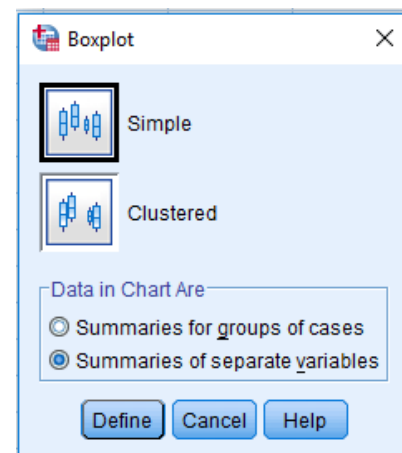 Boxplot
Simple
Clustered
Data in Chart Are
Summaries for groups of cases
Summaries of separate variables
Define Cancel Help